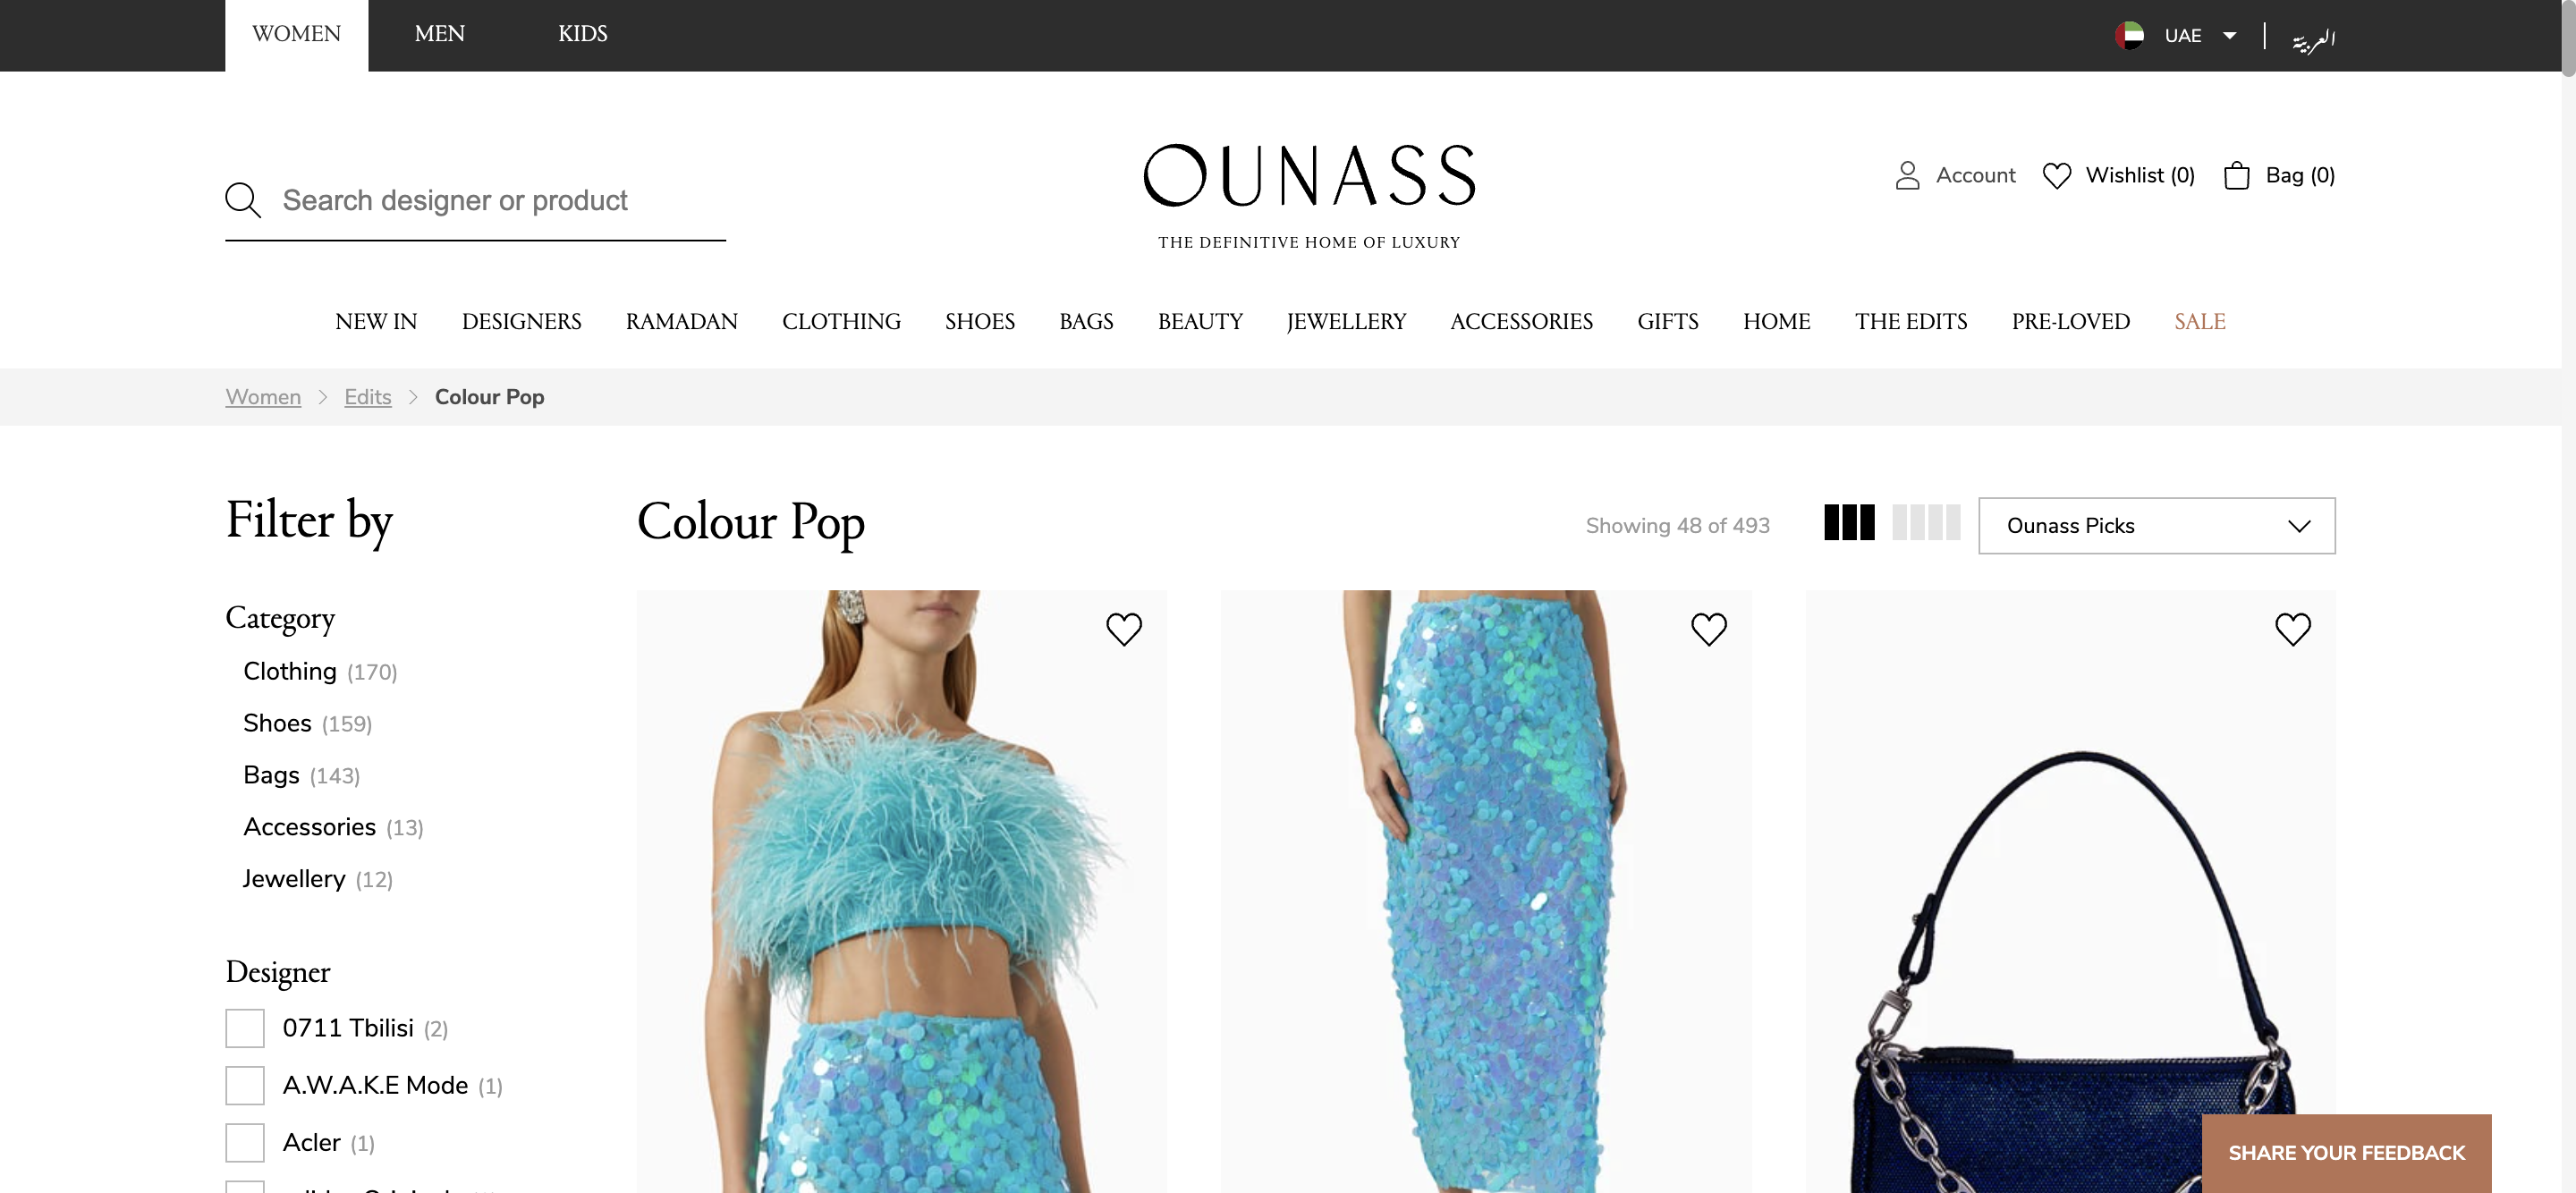 WOMEN MEN KIDS UAE العربية
Search designer or product
OUNASS
THE DEFINITIVE HOME OF LUXURY
Account Wishlist (0) Bag (0)
NEW IN DESIGNERS RAMADAN CLOTHING SHOES BAGS BEAUTY JEWELLERY ACCESSORIES GIFTS HOME THE EDITS PRE-LOVED SALE
Women Edits Colour Pop
Filter by
Colour Pop
Showing 48 of 493
Ounass Picks
Category
Clothing (170)
Shoes (159)
Bags (143)
Accessories (13)
Jewellery (12)
Designer
0711 Tbilisi (2)
A.W.A.K.E Mode (1)
Acler (1)
SHARE YOUR FEEDBACK